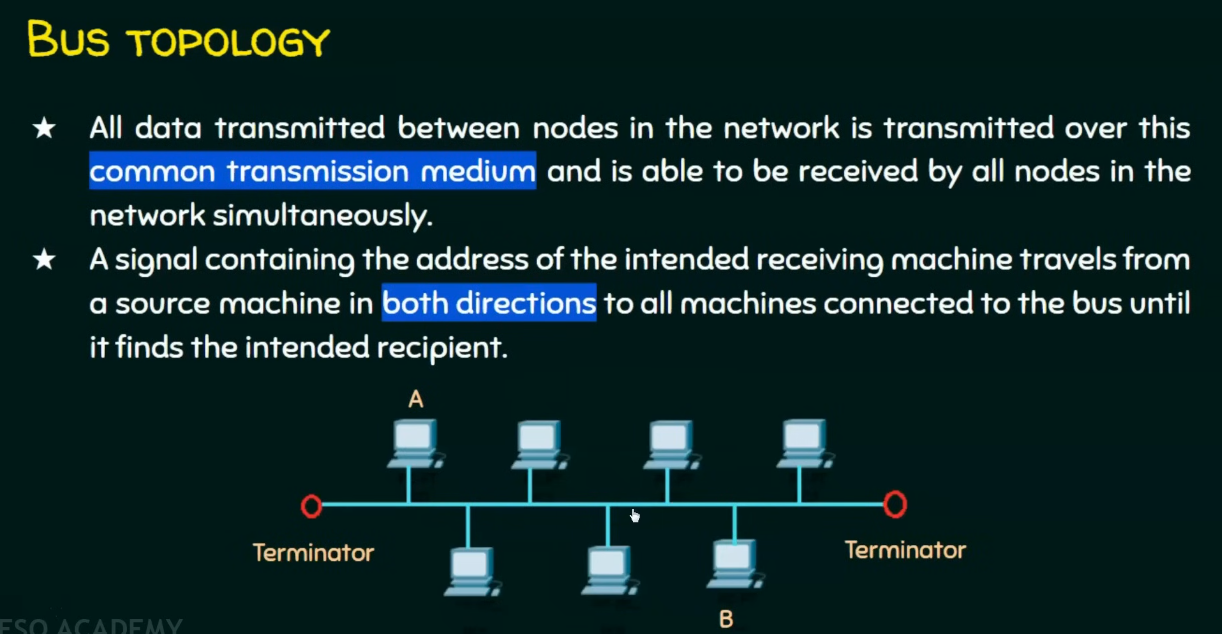 BUS TOPOLOGY
★ All data transmitted between nodes in the network is transmitted over this
common transmission medium and is able to be received by all nodes in the
network simultaneously.
★ A signal containing the address of the intended receiving machine travels from
a source machine in both directions to all machines connected to the bus until
it finds the intended recipient.
A
Terminator
Terminator
B
ESO ACADEMY